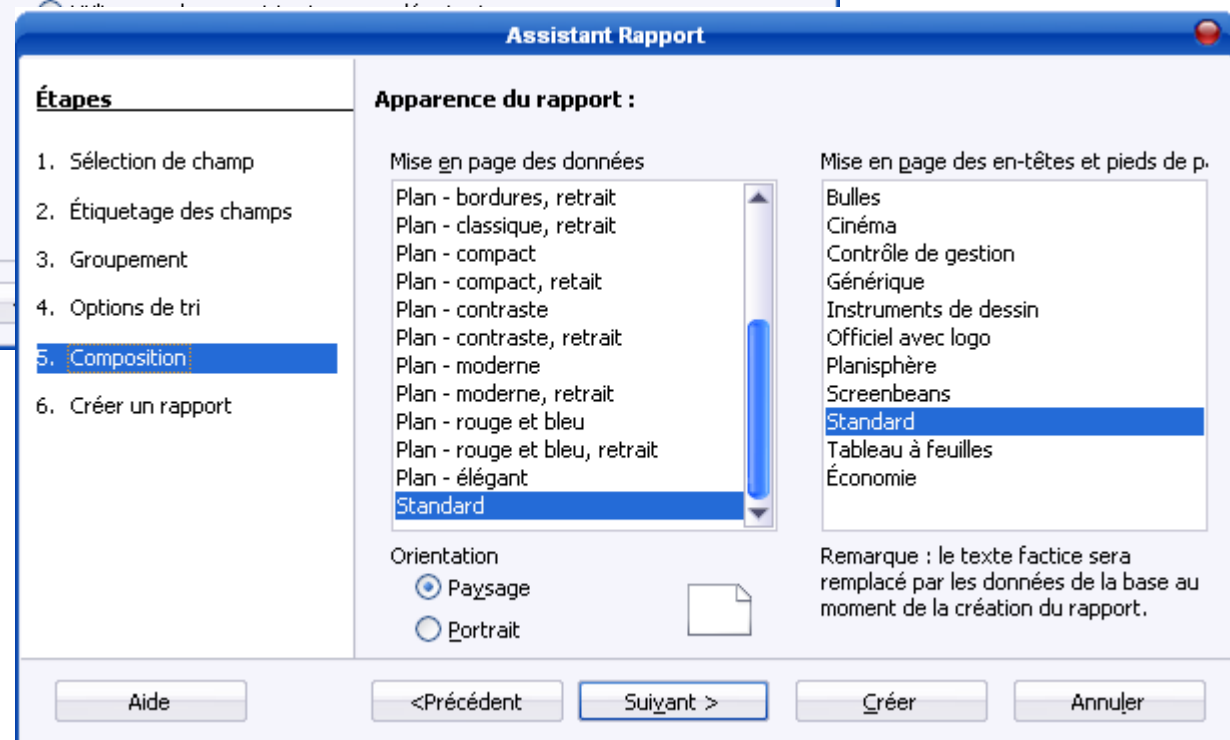 Assistant Rapport
Étapes
1. Sélection de champ
2. Étiquetage des champs
3. Groupement
4. Options de tri
5. Composition
6. Créer un rapport
Apparence du rapport :
Mise en page des données
Plan - bordures, retrait
Plan - classique, retrait
Plan - compact
Plan - compact, retait
Plan - contraste
Plan - contraste, retrait
Plan - moderne
Plan - moderne, retrait
Plan - rouge et bleu
Plan - rouge et bleu, retrait
Plan - élégant
Standard
Orientation
Paysage
Portrait
Mise en page des en-têtes et pieds de p
Bulles
Cinéma
Contrôle de gestion
Générique
Instruments de dessin
Officiel avec logo
Planisphère
Screenbeans
Standard
Tableau à feuilles
Économie
Remarque : le texte factice sera
remplacé par les données de la base au
moment de la création du rapport.
Aide
<Précédent
Suivant >
Créer
Annuler